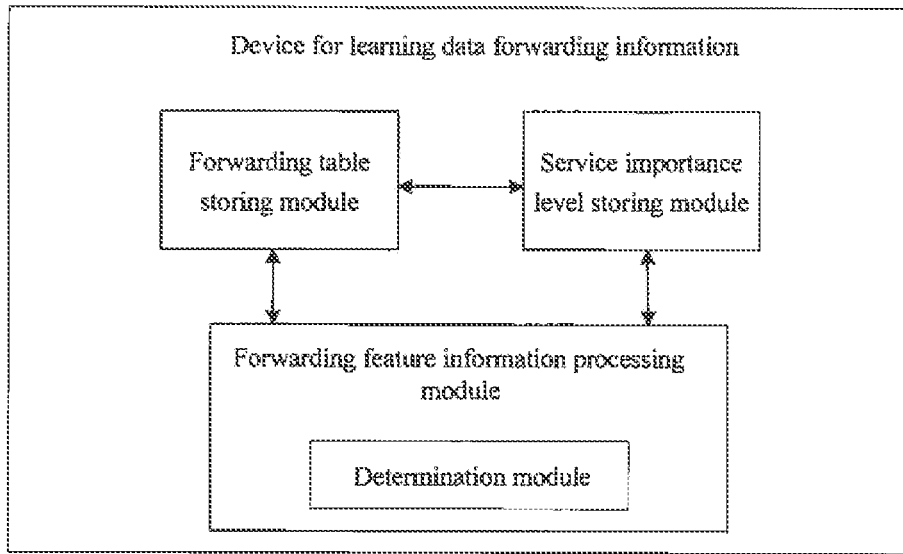 Device for learning data forwarding information
Forwarding table
storing module
Service importance
level storing module
Forwarding feature information processing
module
Determination module